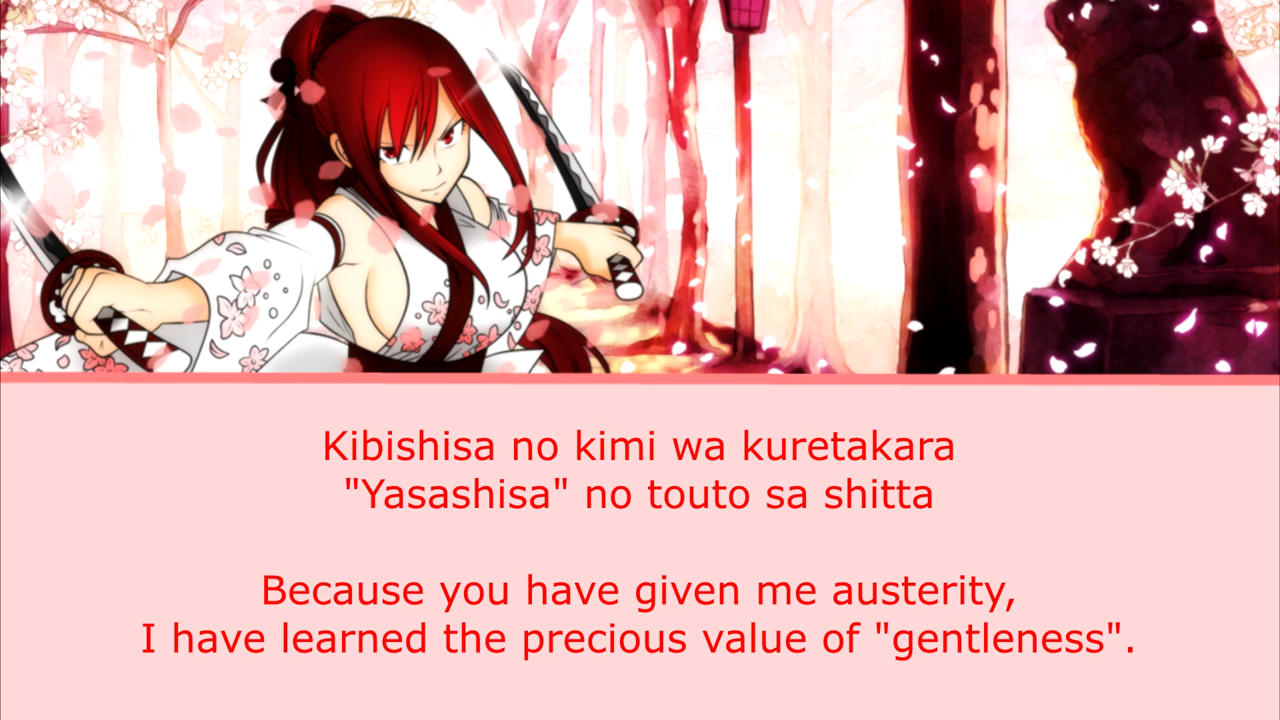 Kibishisa no kimi wa kuretakara
"Yasashisa" no touto sa shitta
Because you have given me austerity,
I have learned the precious value of "gentleness".